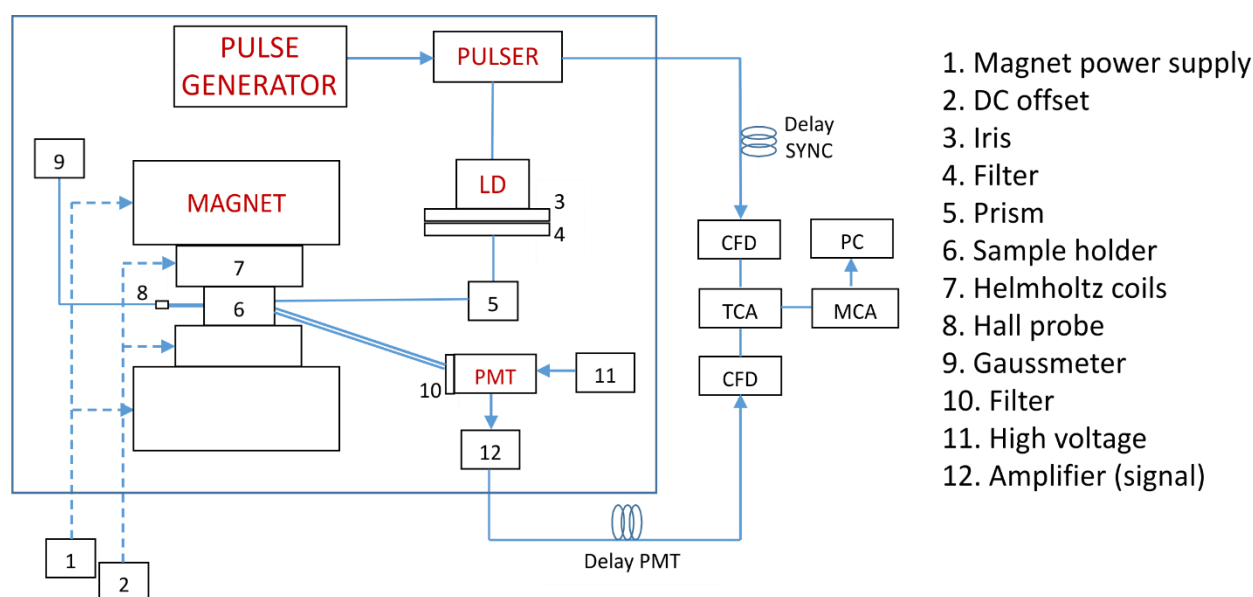 PULSE
GENERATOR
PULSER
Delay
SYNC
9
MAGNET
LD
3
4
7
8
6
5
CFD
PC
TCA
MCA
CFD
10
PMT
11
12
Delay PMT
1
2
1. Magnet power supply
2. DC offset
3. Iris
4. Filter
5. Prism
6. Sample holder
7. Helmholtz coils
8. Hall probe
9. Gaussmeter
10. Filter
11. High voltage
12. Amplifier (signal)